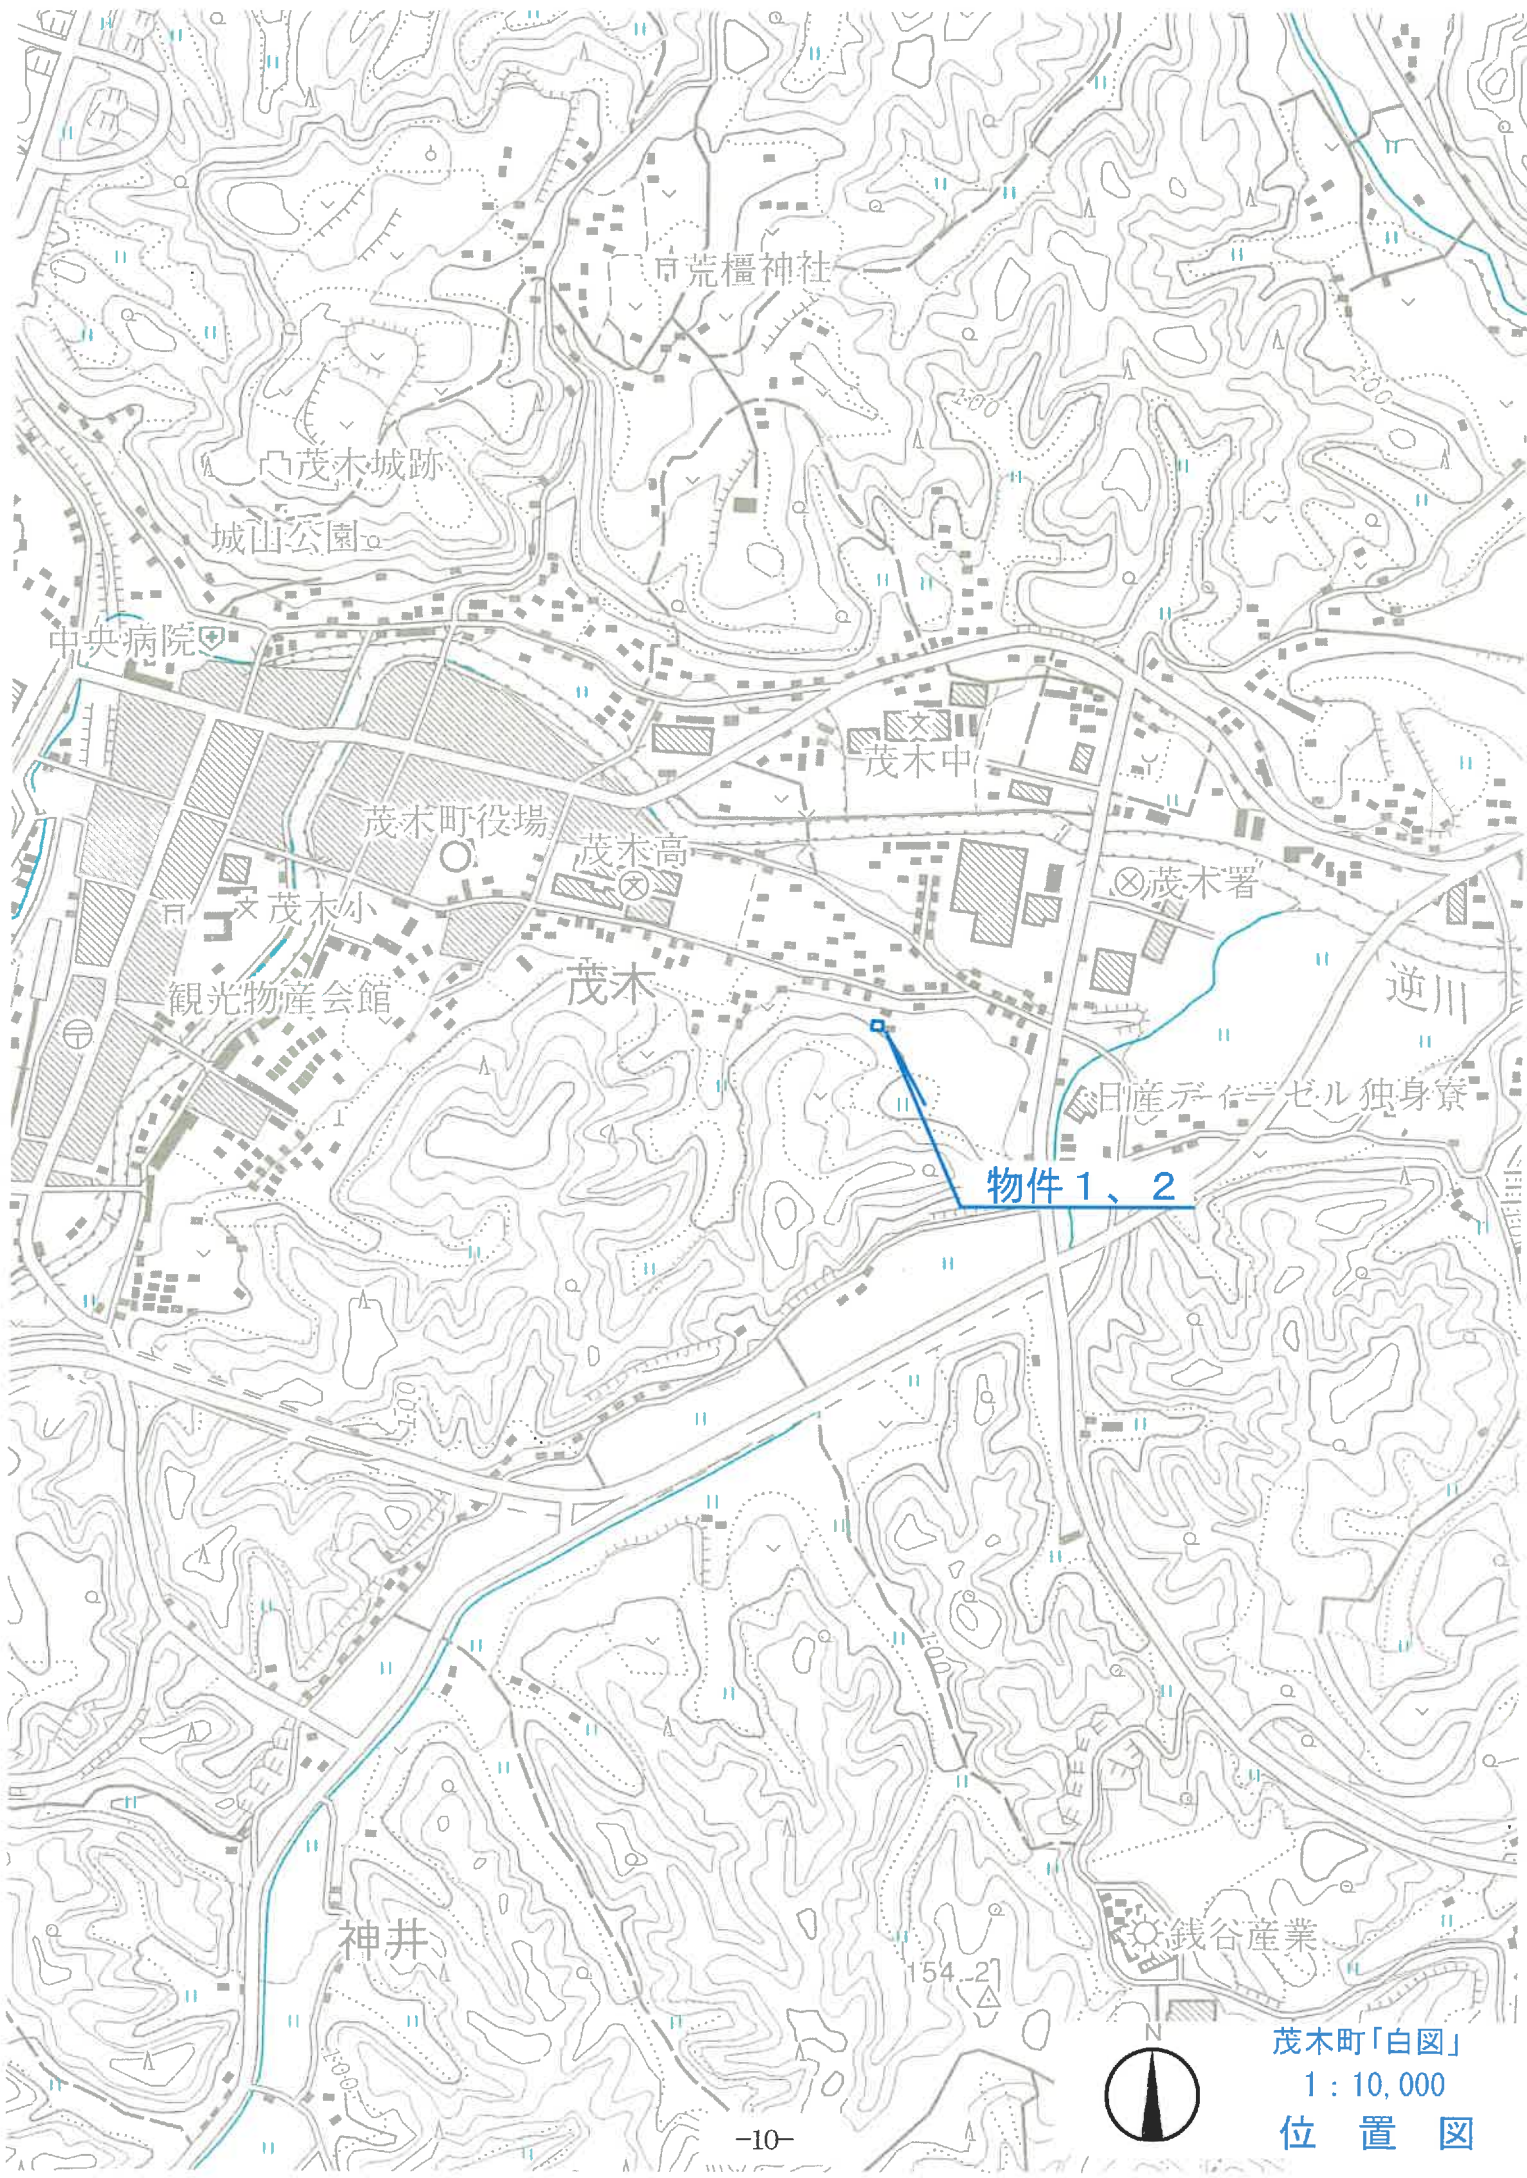 荒橿神社
100
100
茂木城跡
城山公園
中央病院
茂木中
茂木町役場
茂木高
茂木署
茂木小
茂木
逆川
観光物産会館
日産ディーゼル独身寮
物件1、2
100
100
神井
銭谷産業
154.2
100
N
茂木町「白図」
1:10,000
位置図
-10-